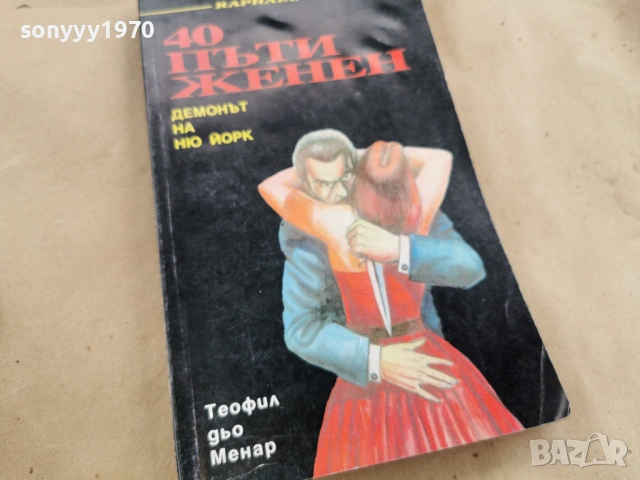 sonyyy1970
40
ПЪТИ
ЖЕНЕН
ДЕМОНЪТ
НА
НЮ ЙОРК
Теофил
дьо
Менар
BAZAR